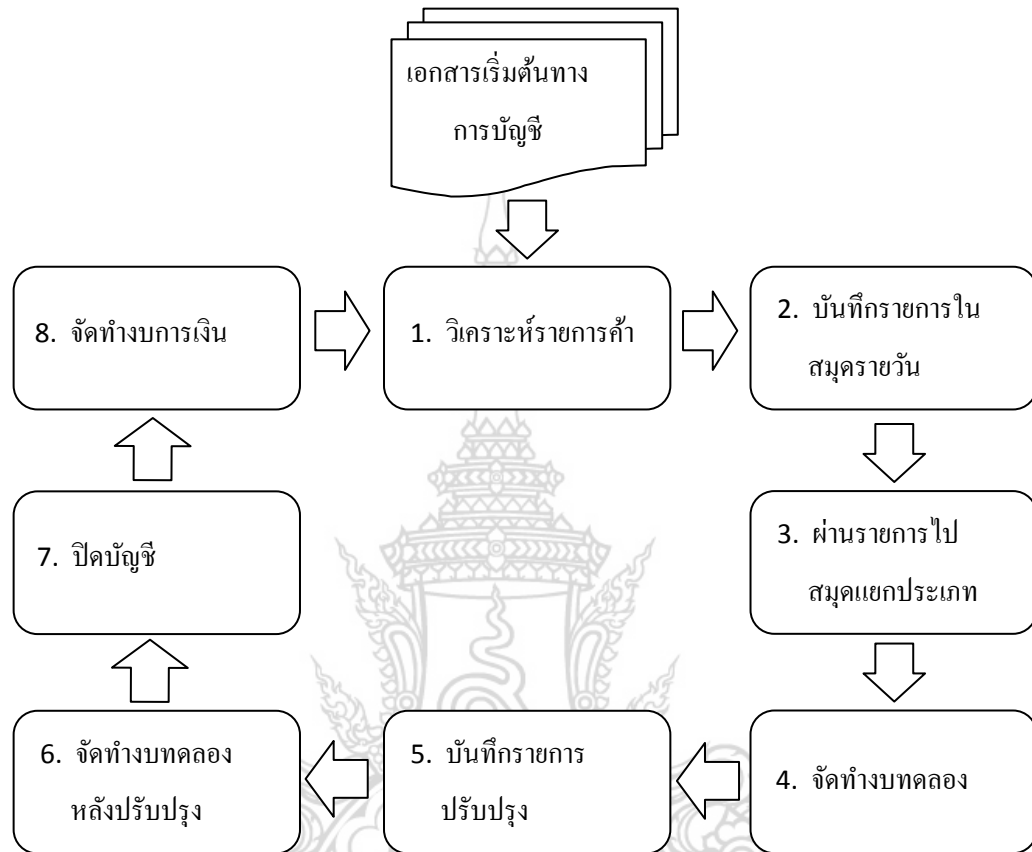 เอกสารเริ่มต้นทาง
การบัญชี
8. จัดทำงบการเงิน
1. วิเคราะห์รายการค้า
2. บันทึกรายการใน
สมุดรายวัน
7. ปิดบัญชี
3. ผ่านรายการไป
สมุดแยกประเภท
6. จัดทำงบทดลอง
หลังปรับปรุง
5. บันทึกรายการ
ปรับปรุง
4. จัดทำงบทดลอง